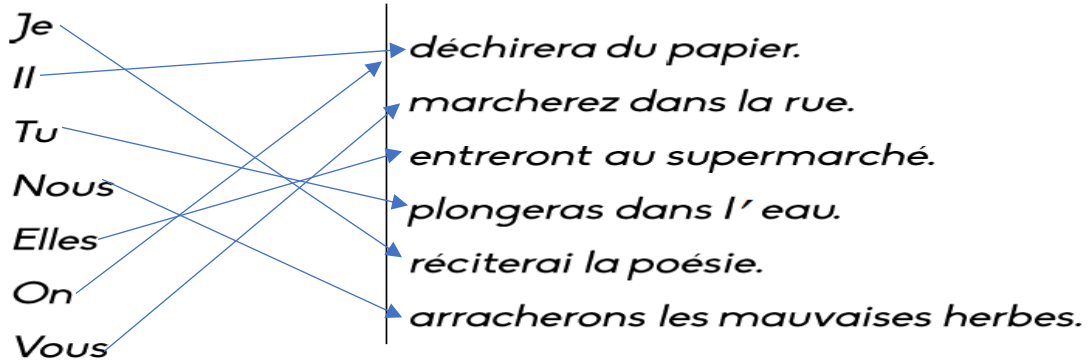 Je
Il
Tu
Nous
Elles
On
Vous
déchirera du papier.
marcherez dans la rue.
entreront au supermarché.
plongeras dans l' eau.
réciterai la poésie.
arracherons les mauvaises herbes.